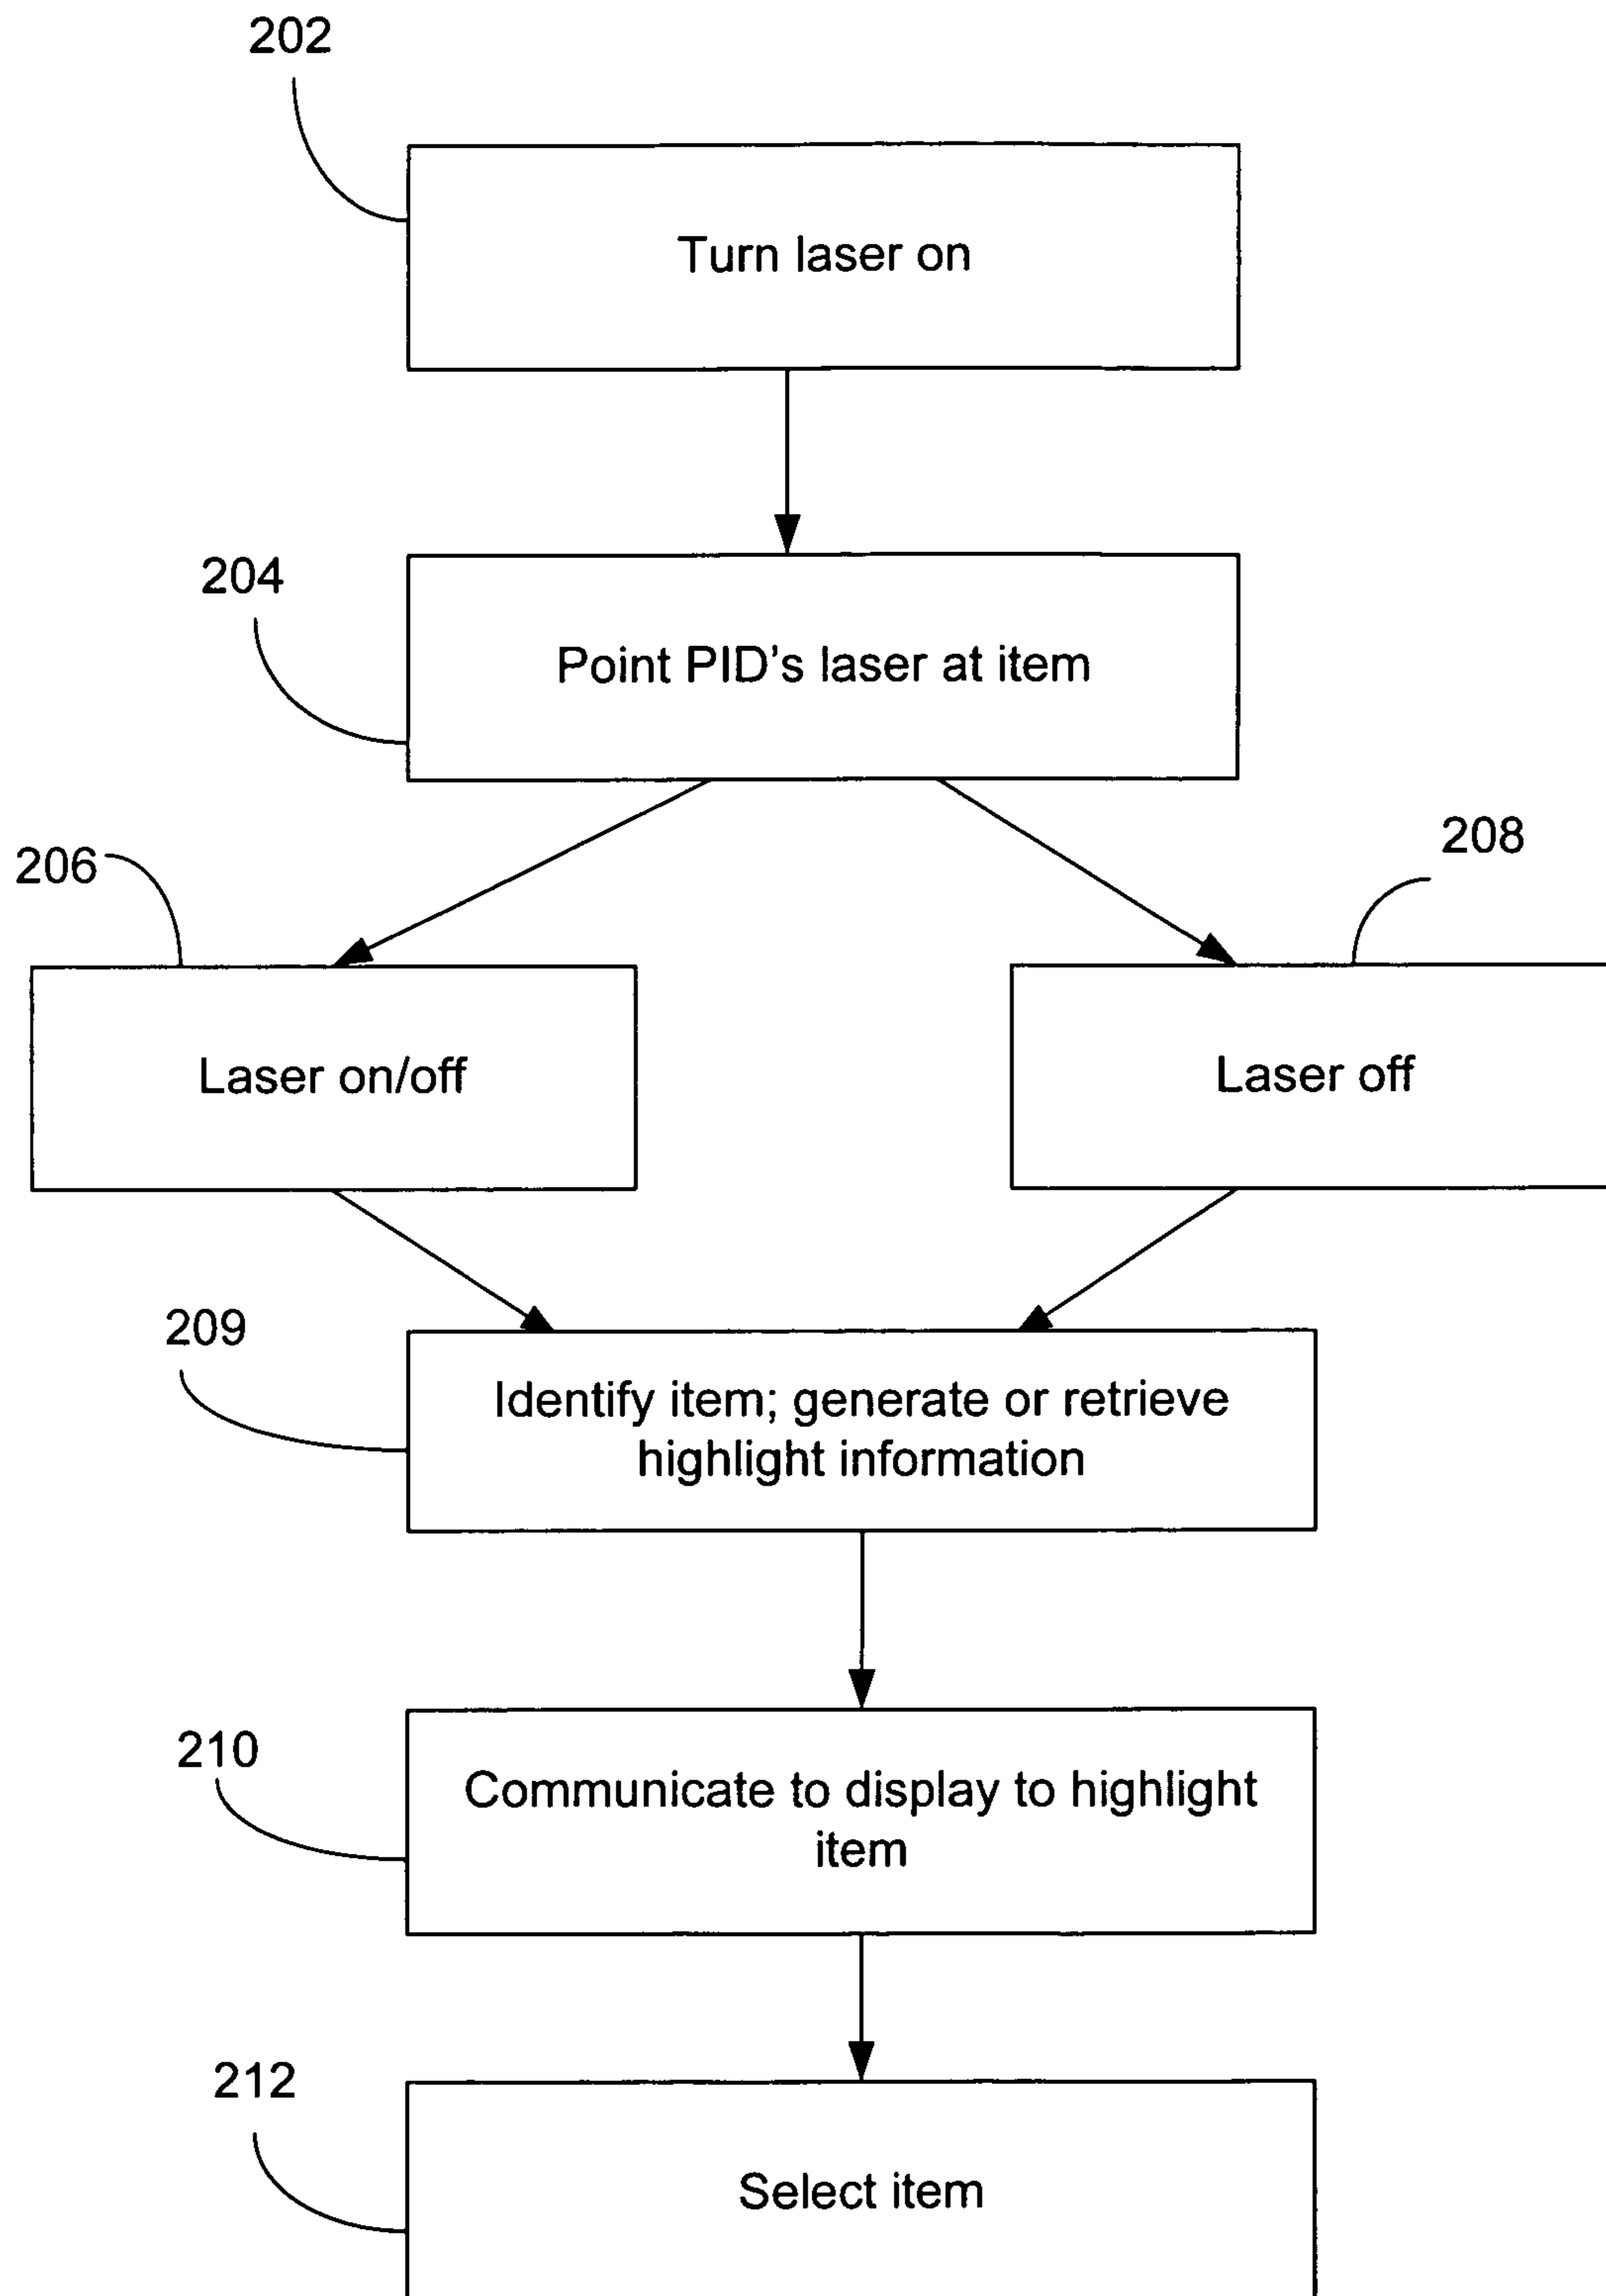 202
Turn laser on
204
Point PID's laser at item
206
208
Laser on/off
Laser off
209
Identify item; generate or retrieve
highlight information
210
Communicate to display to highlight
item
212
Select item